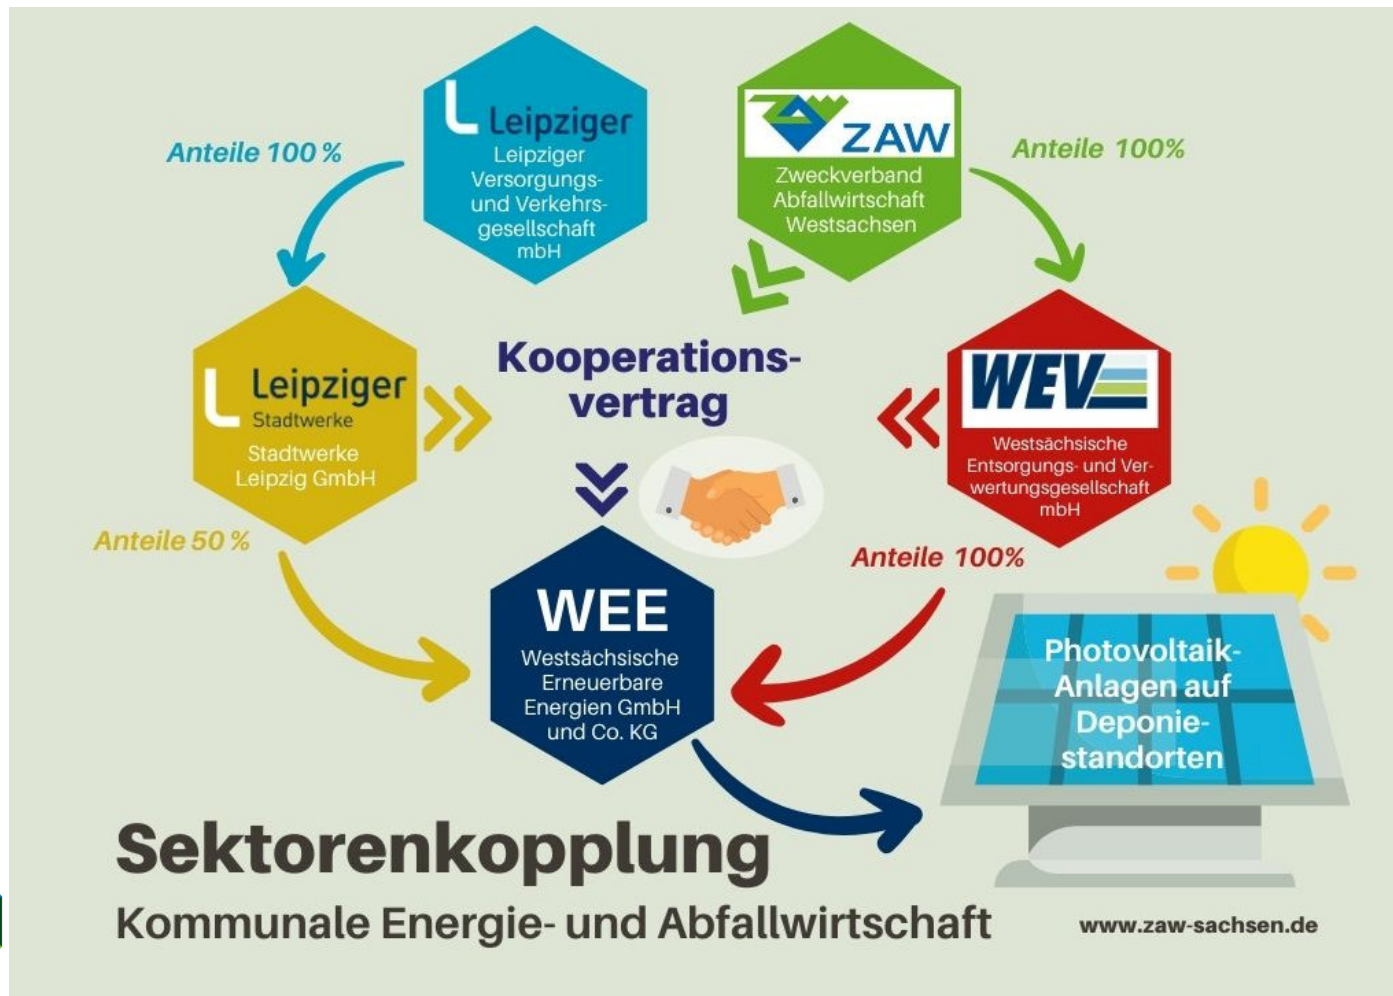 Leipziger
Leipziger
Versorgungs-
und Verkehrs-
gesellschaft
mbH
ZAW
Zweckverband
Abfallwirtschaft
Westsachsen
Anteile 100 %
Anteile 100%
Leipziger
Stadtwerke
Stadtwerke
Leipzig GmbH
Kooperations-
vertrag
WEV
Westsächsische
Entsorgungs- und Ver-
wertungsgesellschaft
mbH
Anteile 50 %
Anteile 100%
WEE
Westsächsische
Erneuerbare
Energien GmbH
und Co. KG
Photovoltaik-
Anlagen auf
Deponie-
standorten
Sektorenkopplung
Kommunale Energie- und Abfallwirtschaft
www.zaw-sachsen.de